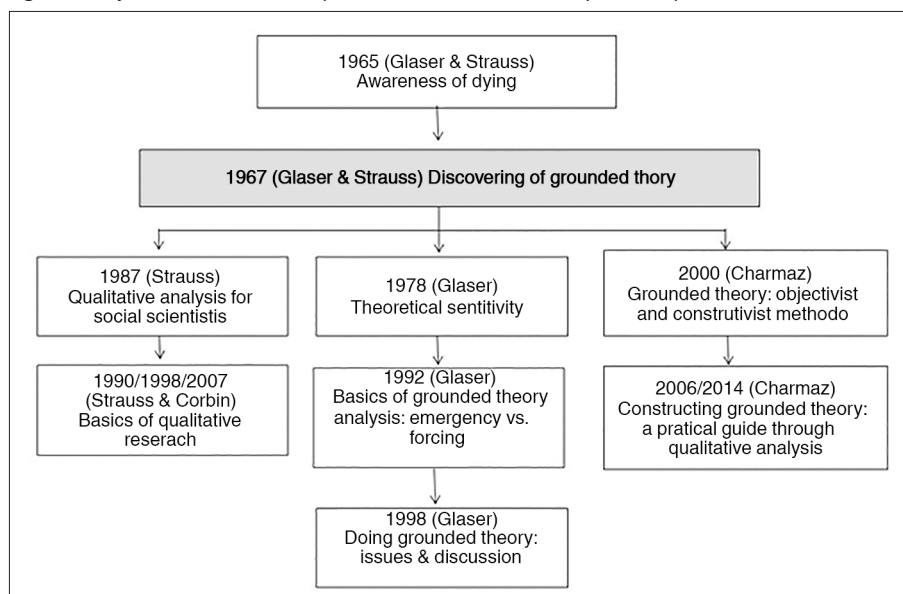 1965 (Glaser & Strauss)
Awareness of dying
1967 (Glaser & Strauss) Discovering of grounded thory
1987 (Strauss)
Qualitative analysis for
social scientistis
1978 (Glaser)
Theoretical sentitivity
2000 (Charmaz)
Grounded theory: objectivist
and construtivist methodo
1990/1998/2007
(Strauss & Corbin)
Basics of qualitative
reserach
1992 (Glaser)
Basics of grounded theory
analysis: emergency vs.
forcing
2006/2014 (Charmaz)
Constructing grounded theory:
a pratical guide through
qualitative analysis
1998 (Glaser)
Doing grounded theory:
issues & discussion